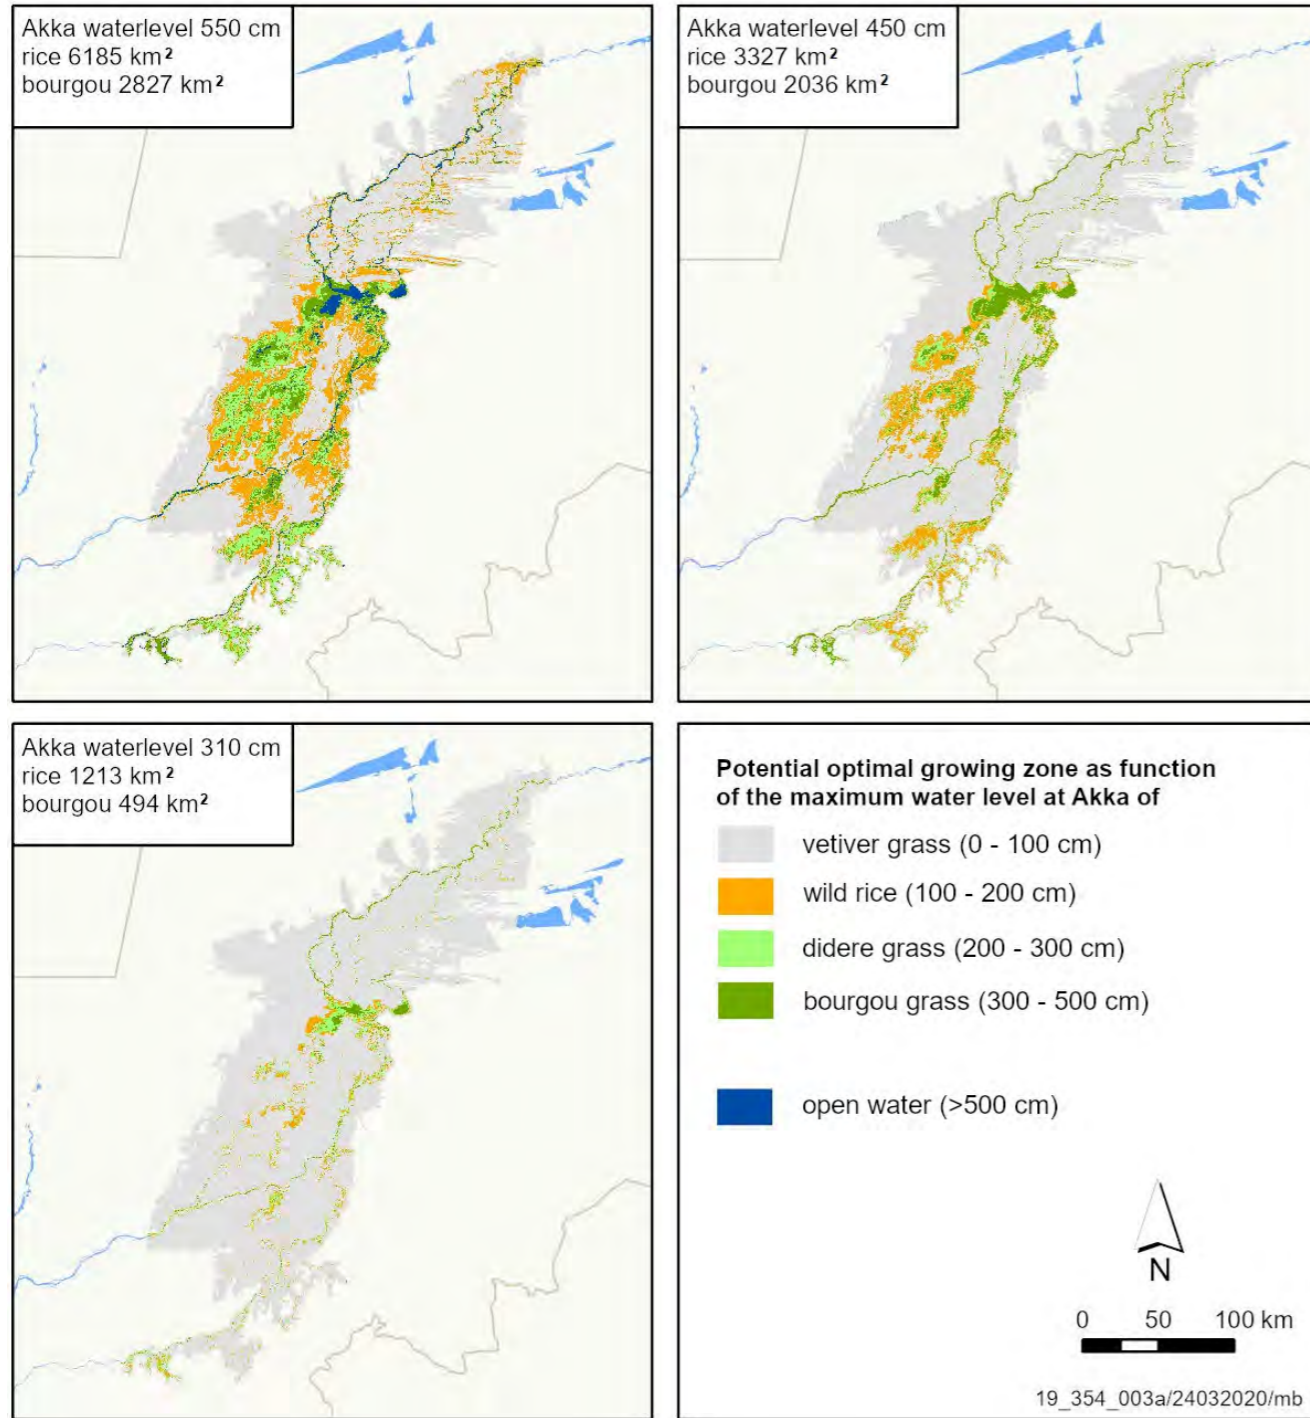 Akka waterlevel 550 cm
rice 6185 km²
bourgou 2827 km²
Akka waterlevel 450 cm
rice 3327 km²
bourgou 2036 km²
Akka waterlevel 310 cm
rice 1213 km²
bourgou 494 km²
Potential optimal growing zone as function
of the maximum water level at Akka of
vetiver grass (0 - 100 cm)
wild rice (100 - 200 cm)
didere grass (200 - 300 cm)
bourgou grass (300 - 500 cm)
open water (>500 cm)
N
0 50 100 km
19_354_003a/24032020/mb